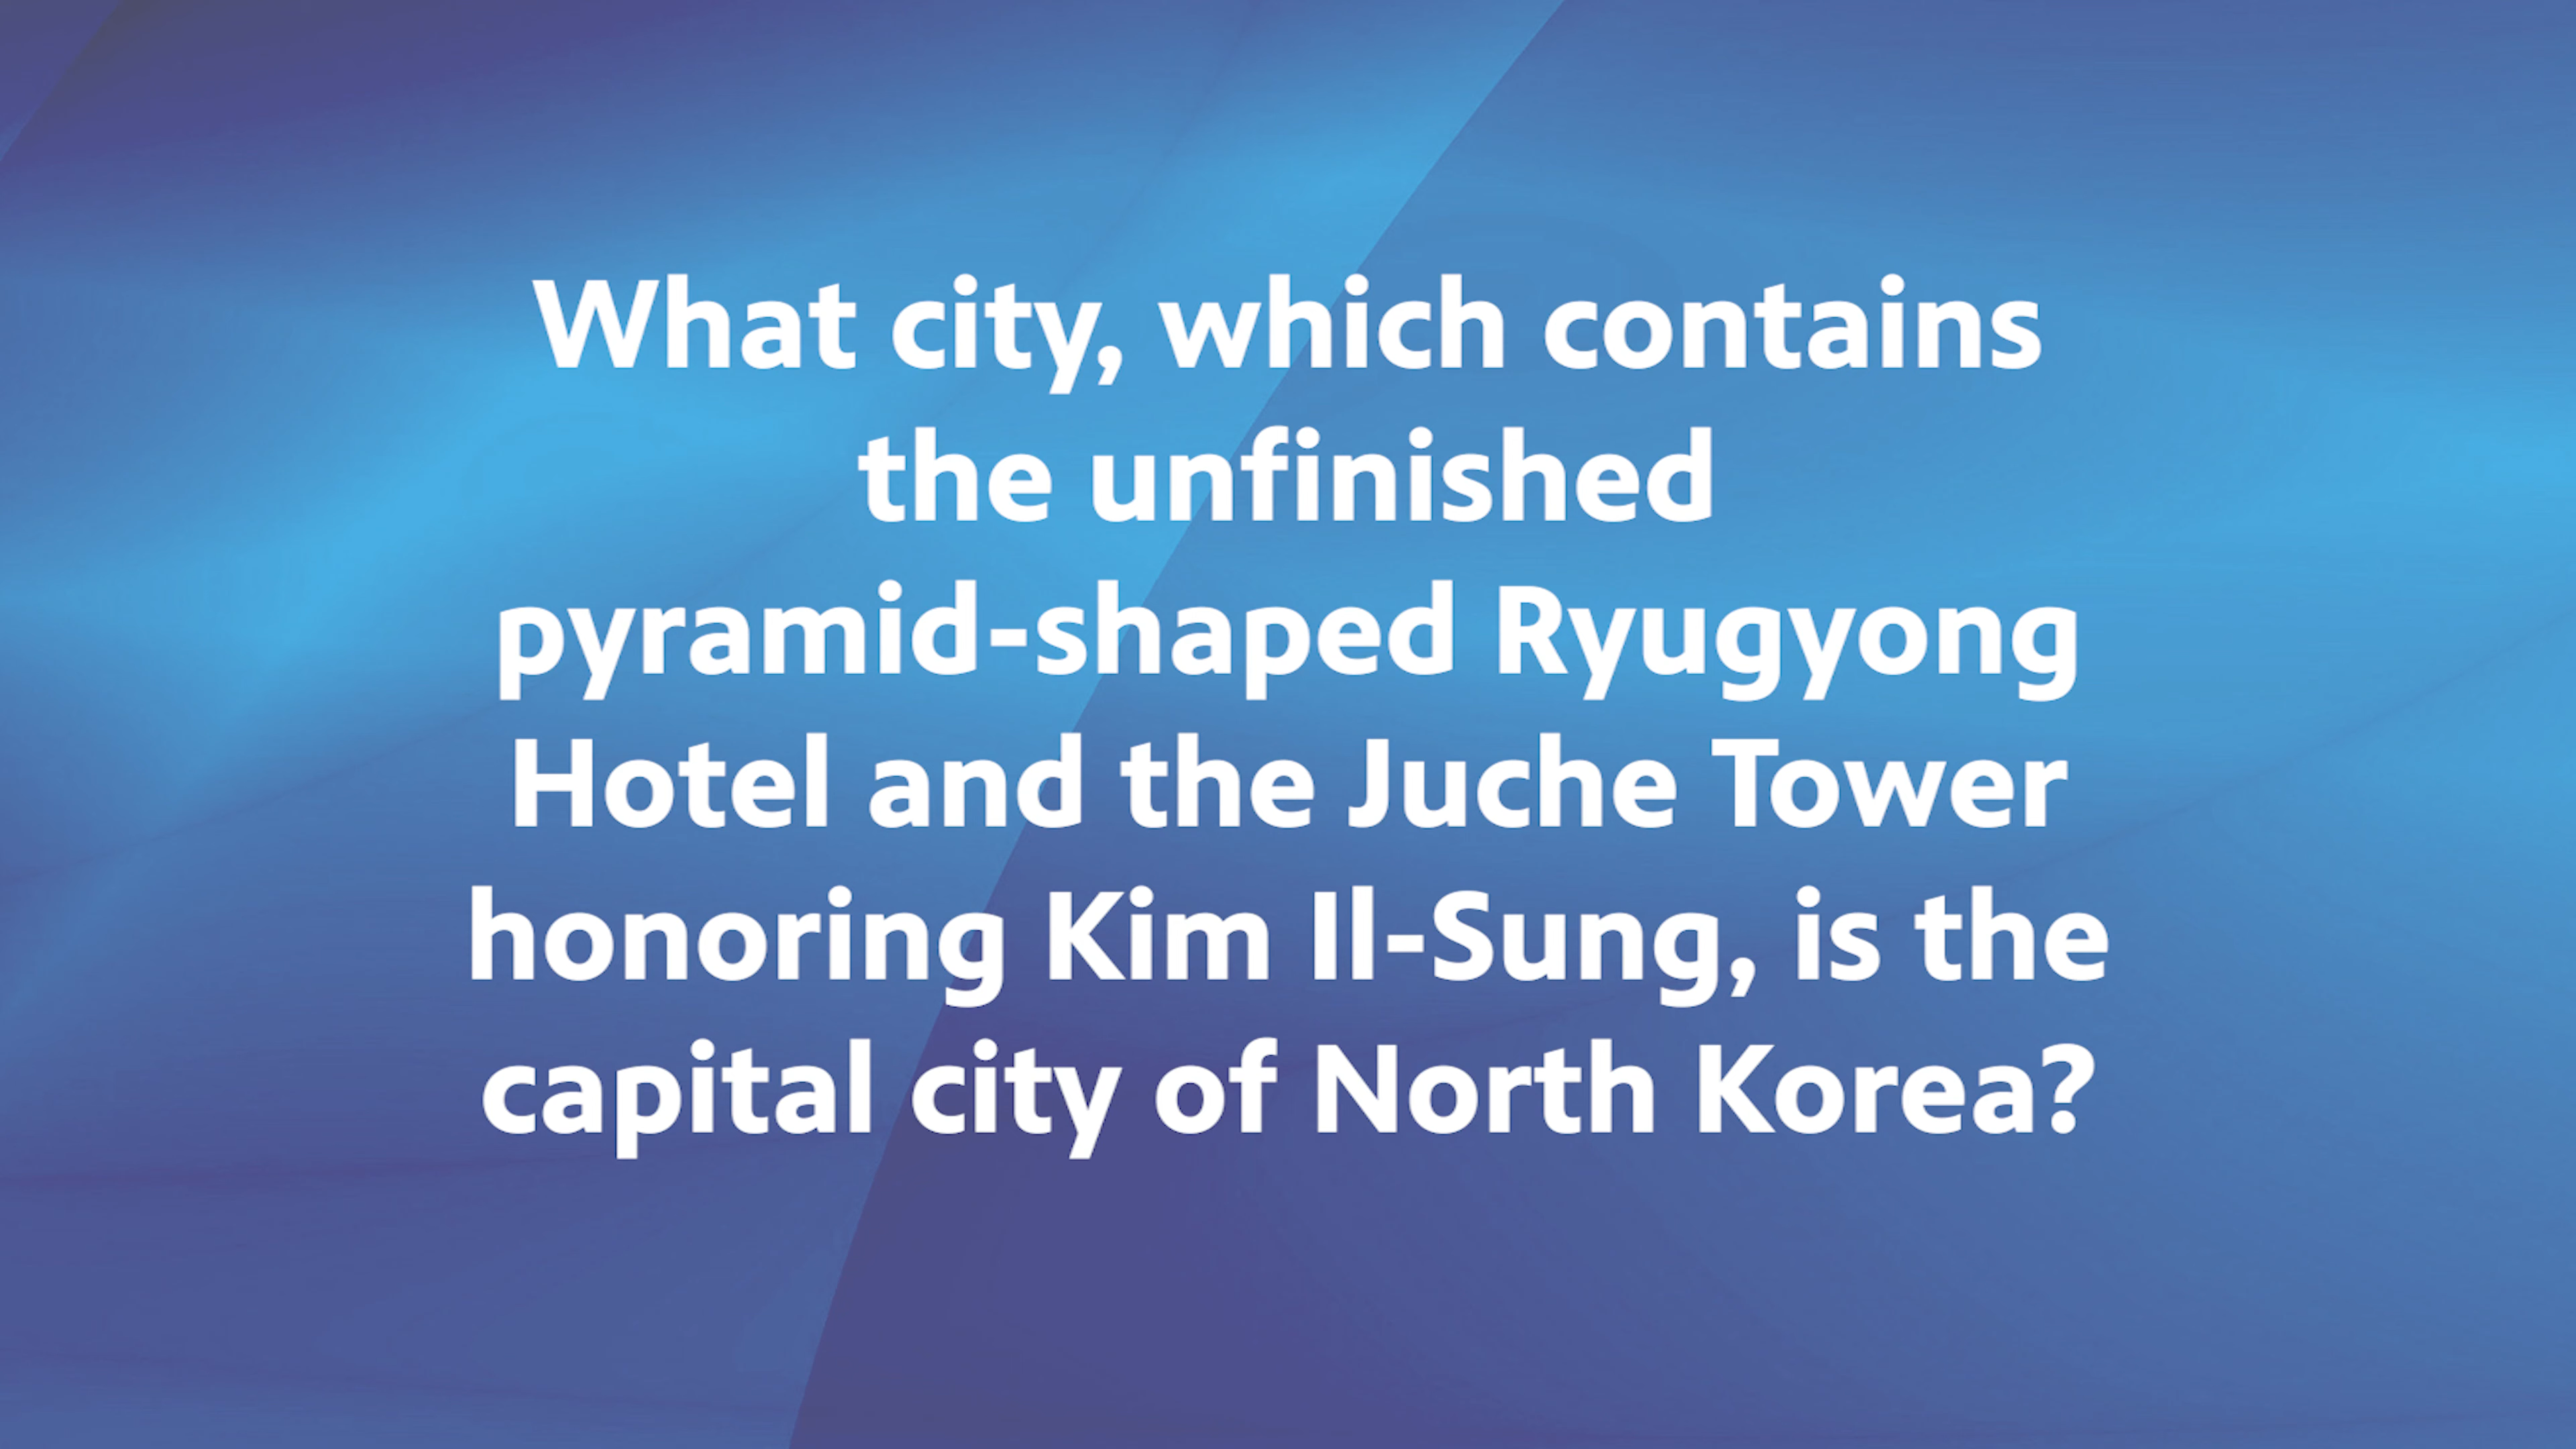 What city, which contains
the unfinished
pyramid-shaped Ryugyong
Hotel and the Juche Tower
honoring Kim Il-Sung, is the
capital city of North Korea?